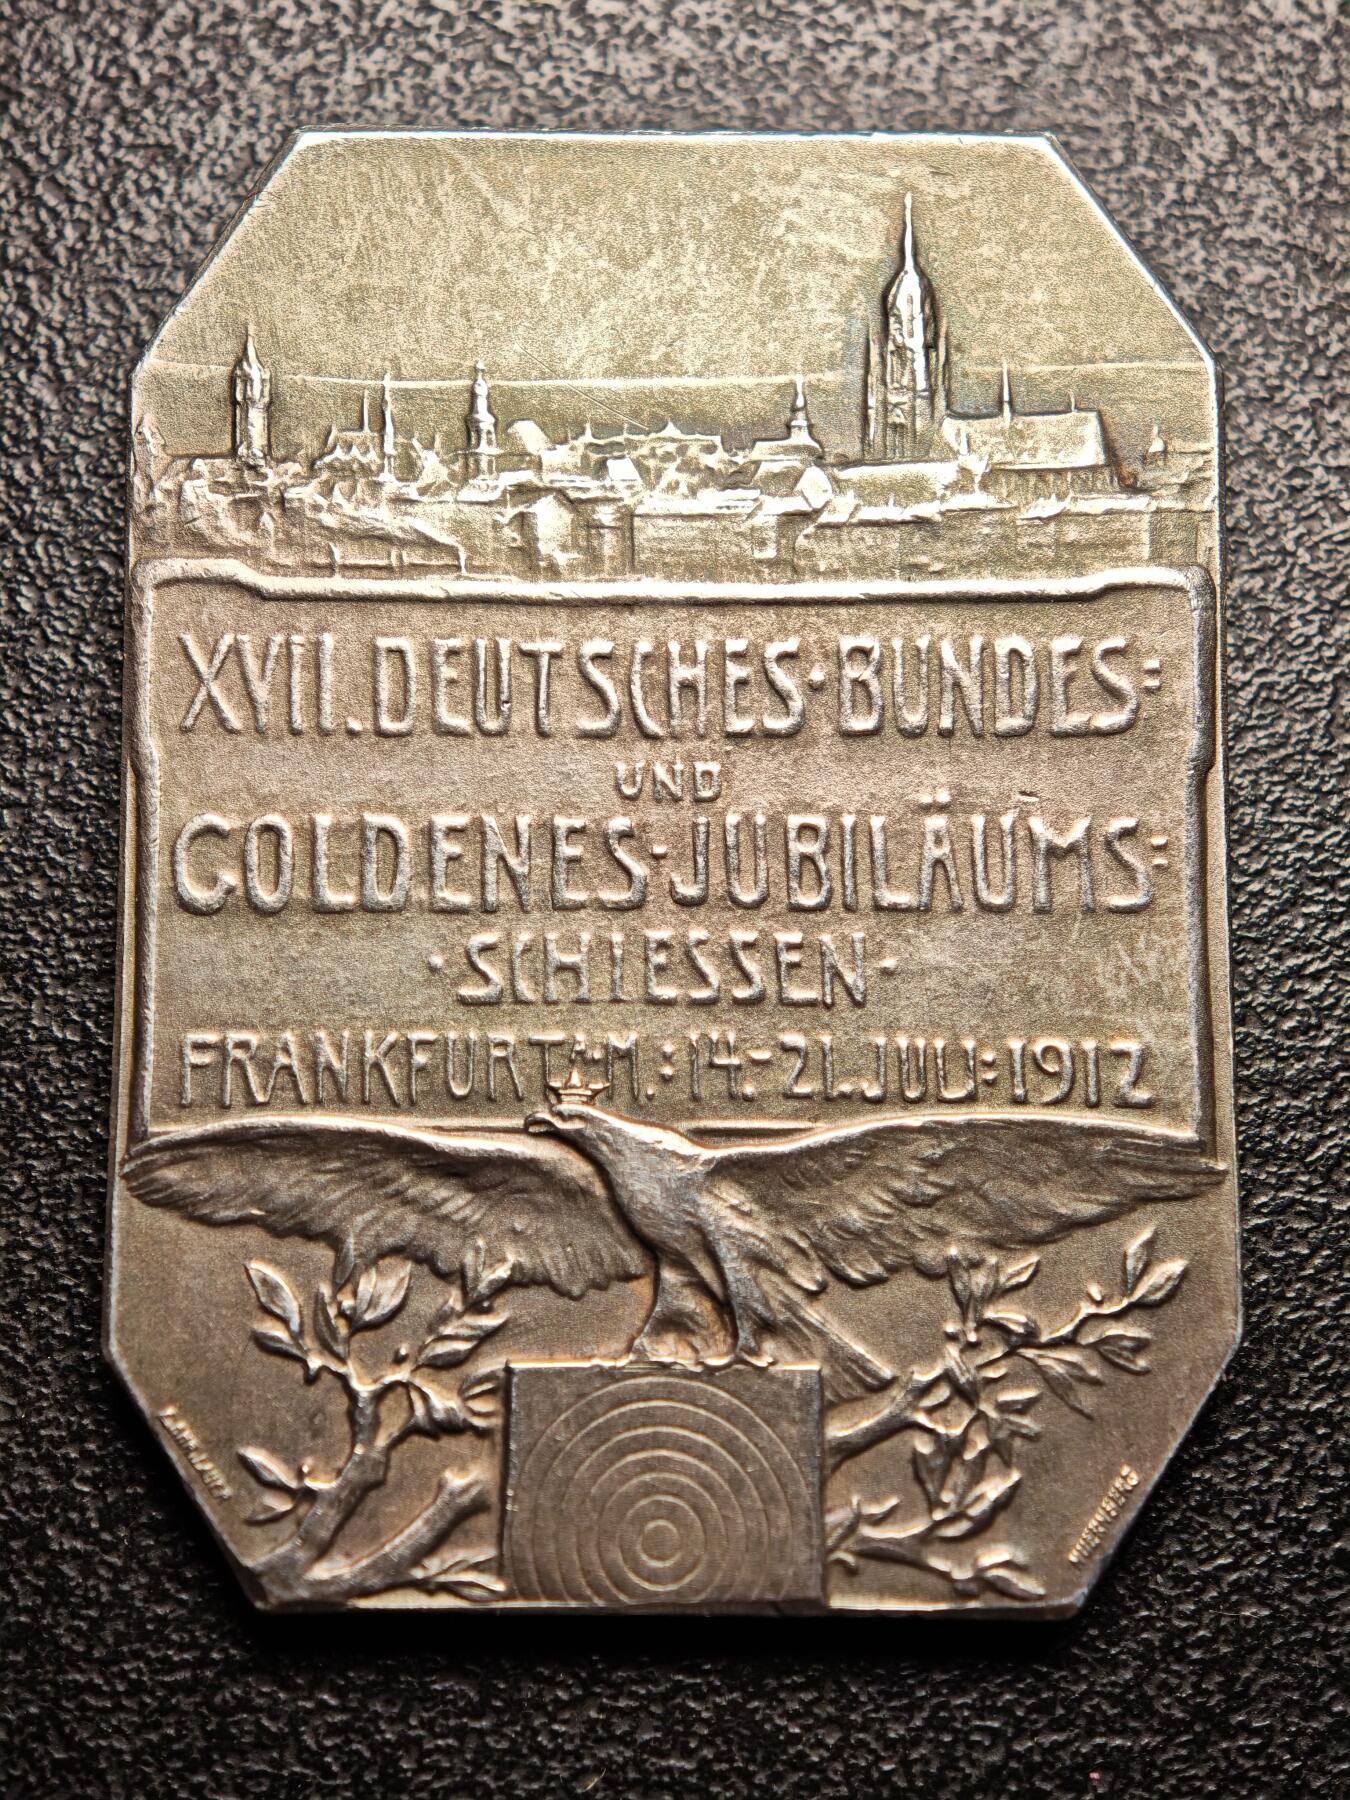 XVII. DEUTSCHES · BUNDES=
UND
GOLDENES · JUBILÄUMS=
· SCHIESSEN ·
FRANKFURT A.M. : 14.-21. JULI : 1912